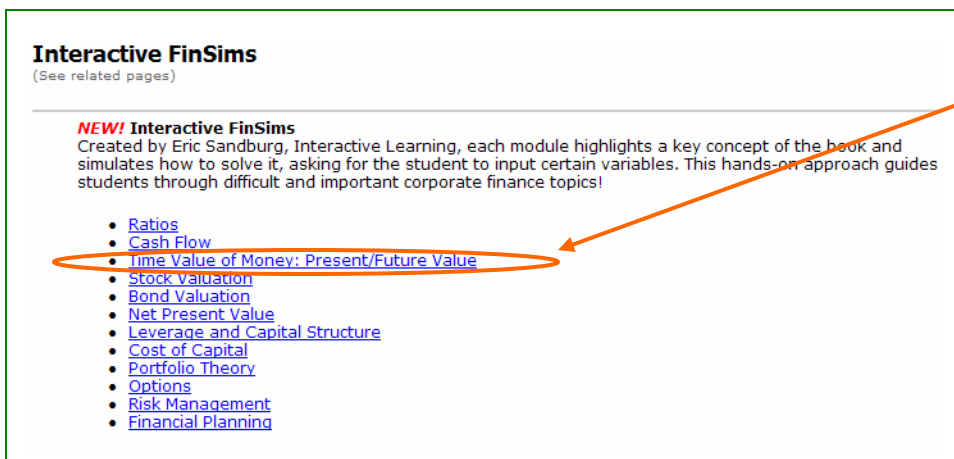 Interactive FinSims
(See related pages)
NEW! Interactive FinSims
Created by Eric Sandburg, Interactive Learning, each module highlights a key concept of the book and
simulates how to solve it, asking for the student to input certain variables. This hands-on approach guides
students through difficult and important corporate finance topics!
• Ratios
• Cash Flow
• Time Value of Money: Present/Future Value
• Stock Valuation
• Bond Valuation
• Net Present Value
• Leverage and Capital Structure
• Cost of Capital
• Portfolio Theory
• Options
• Risk Management
• Financial Planning